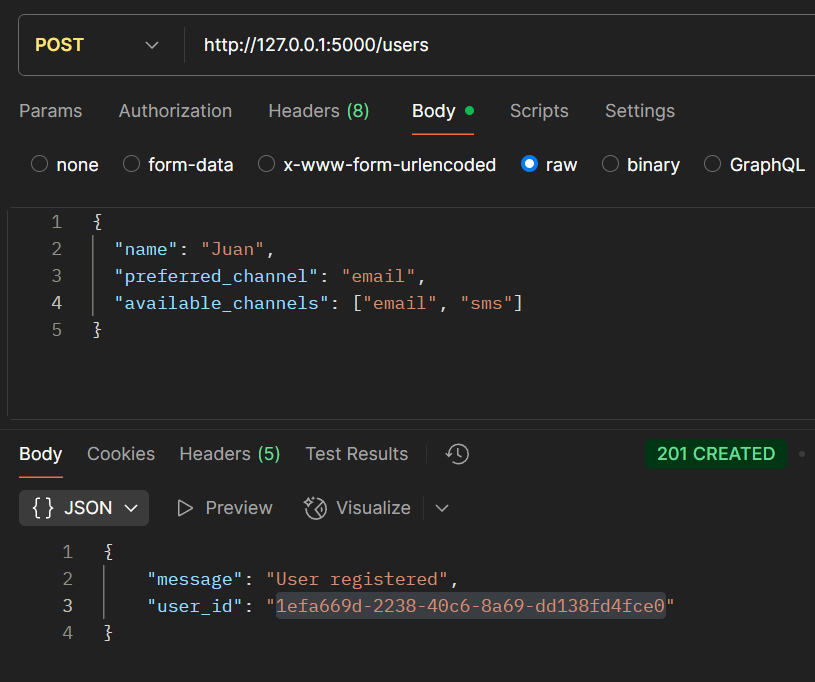 POST http://127.0.0.1:5000/users
Params Authorization Headers (8) Body Scripts Settings
none form-data x-www-form-urlencoded raw binary GraphQL
1 {
2 "name": "Juan",
3 "preferred_channel": "email",
4 "available_channels": ["email", "sms"]
5 }
Body Cookies Headers (5) Test Results 201 CREATED
{} JSON Preview Visualize
1 {
2 "message": "User registered",
3 "user_id": "1efa669d-2238-40c6-8a69-dd138fd4fce0"
4 }